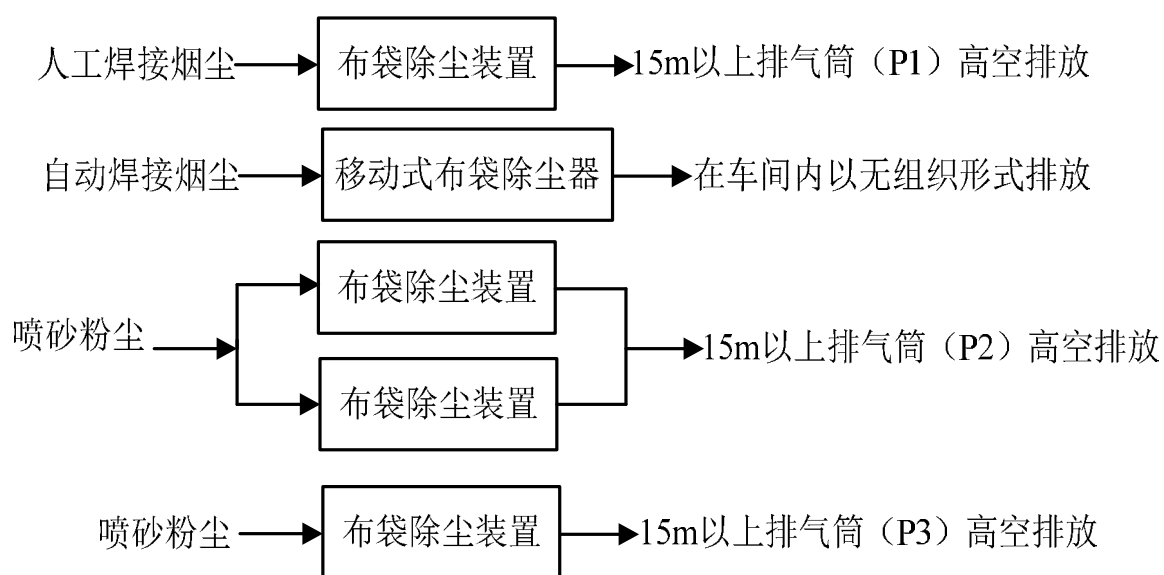 人工焊接烟尘 布袋除尘装置 15m以上排气筒（P1）高空排放
自动焊接烟尘 移动式布袋除尘器 在车间内以无组织形式排放
布袋除尘装置
喷砂粉尘 15m以上排气筒（P2）高空排放
布袋除尘装置
喷砂粉尘 布袋除尘装置 15m以上排气筒（P3）高空排放